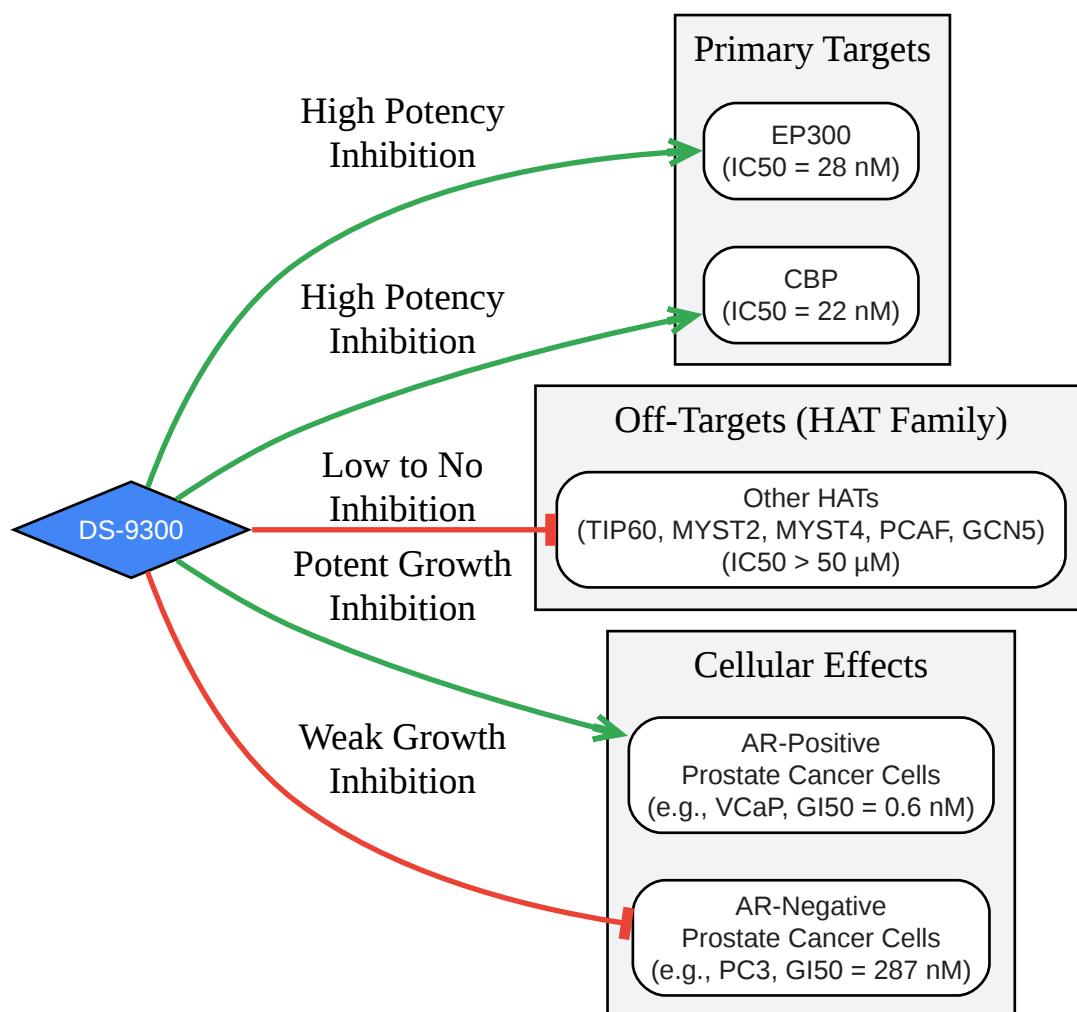 Primary Targets
High Potency
Inhibition
EP300
(IC50 = 28 nM)
High Potency
Inhibition
CBP
(IC50 = 22 nM)
Off-Targets (HAT Family)
Low to No
Inhibition
Other HATs
(TIP60, MYST2, MYST4, PCAF, GCN5)
(IC50 > 50 µM)
DS-9300
Potent Growth
Inhibition
Cellular Effects
Weak Growth
Inhibition
AR-Positive
Prostate Cancer Cells
(e.g., VCaP, GI50 = 0.6 nM)
AR-Negative
Prostate Cancer Cells
(e.g., PC3, GI50 = 287 nM)